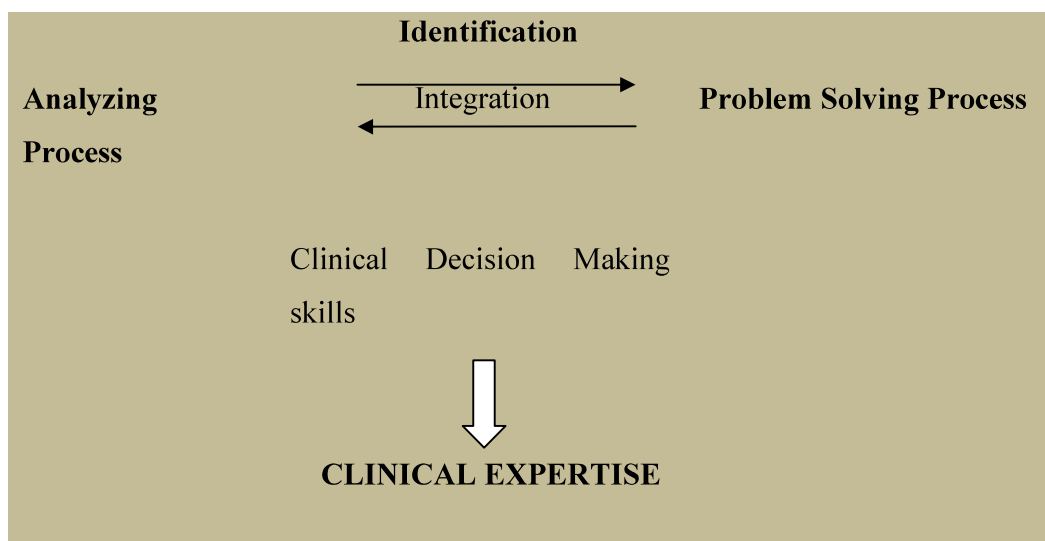 Identification
Analyzing
Integration
Problem Solving Process
Process
Clinical Decision Making
skills
CLINICAL EXPERTISE